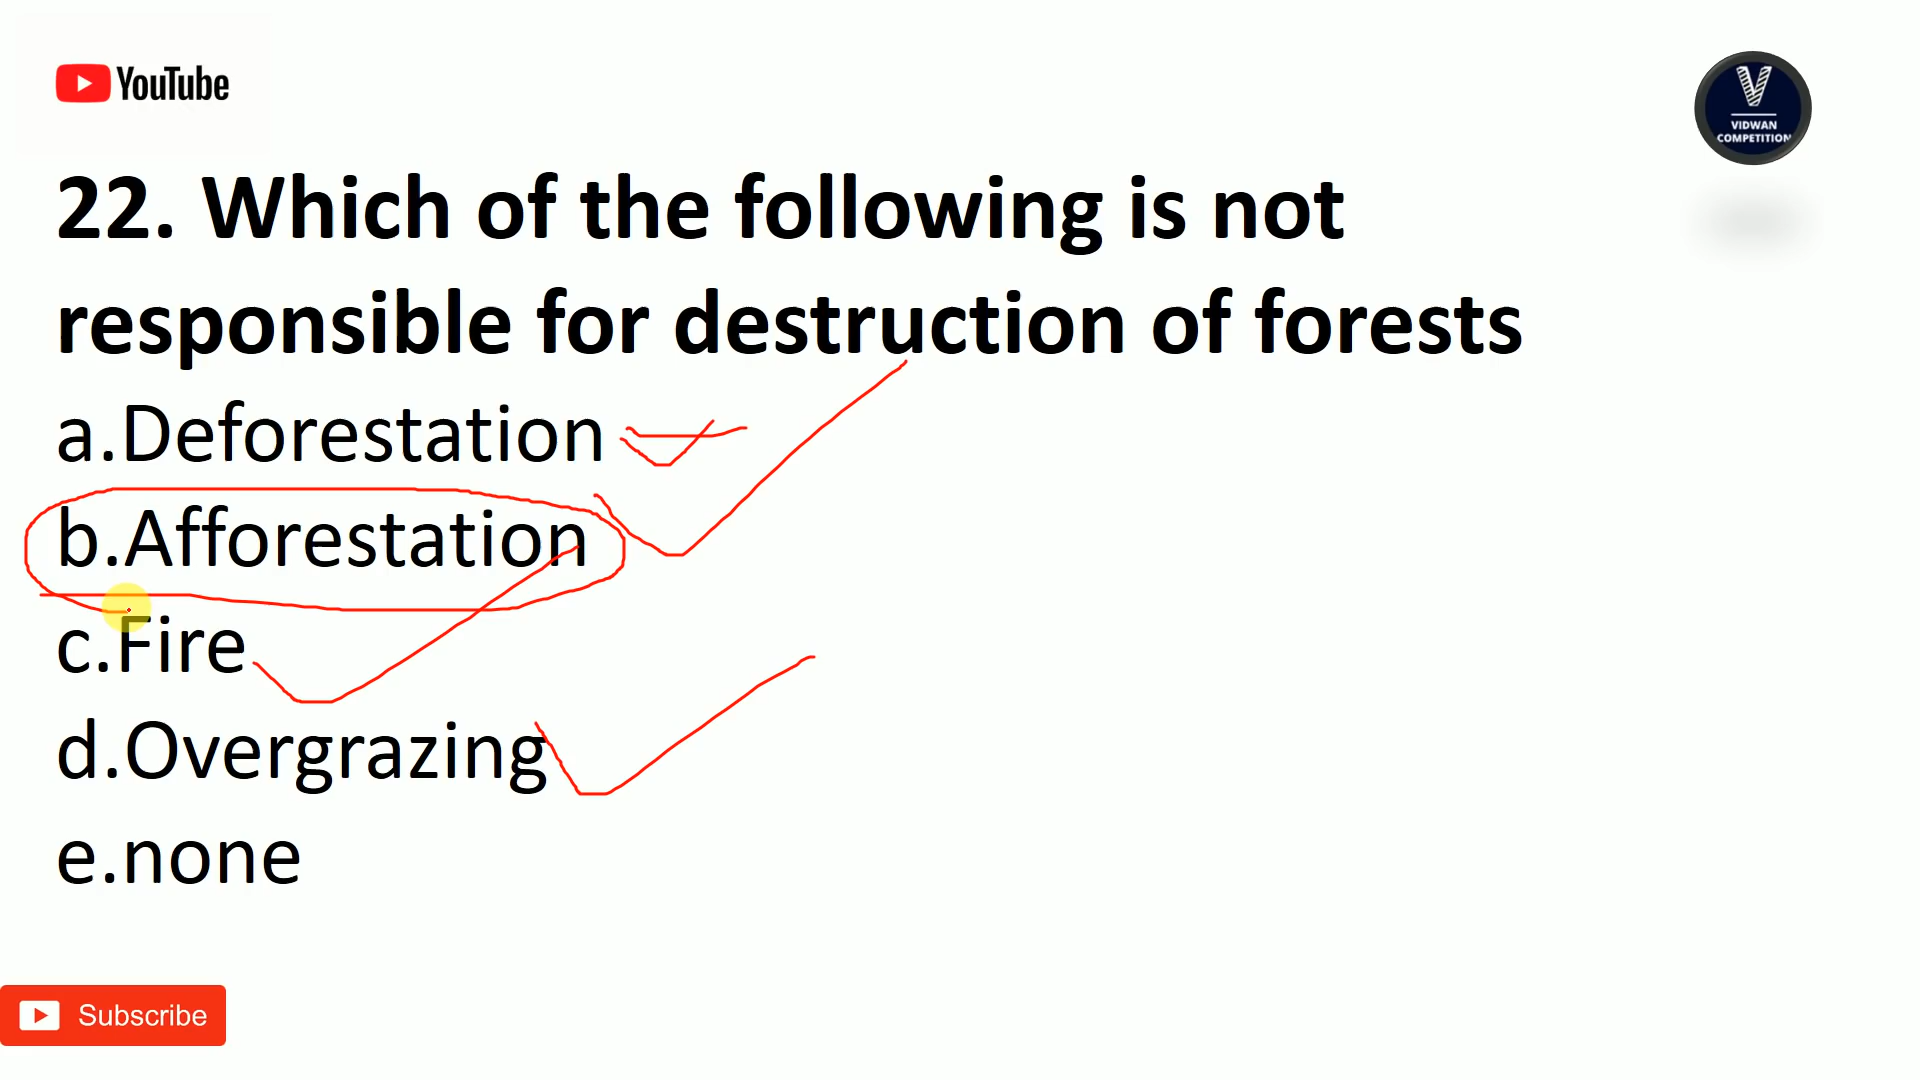 YouTube
V
VIDWAN
COMPETITION
22. Which of the following is not
responsible for destruction of forests
a.Deforestation
b.Afforestation
c.Fire
d.Overgrazing
e.none
Subscribe